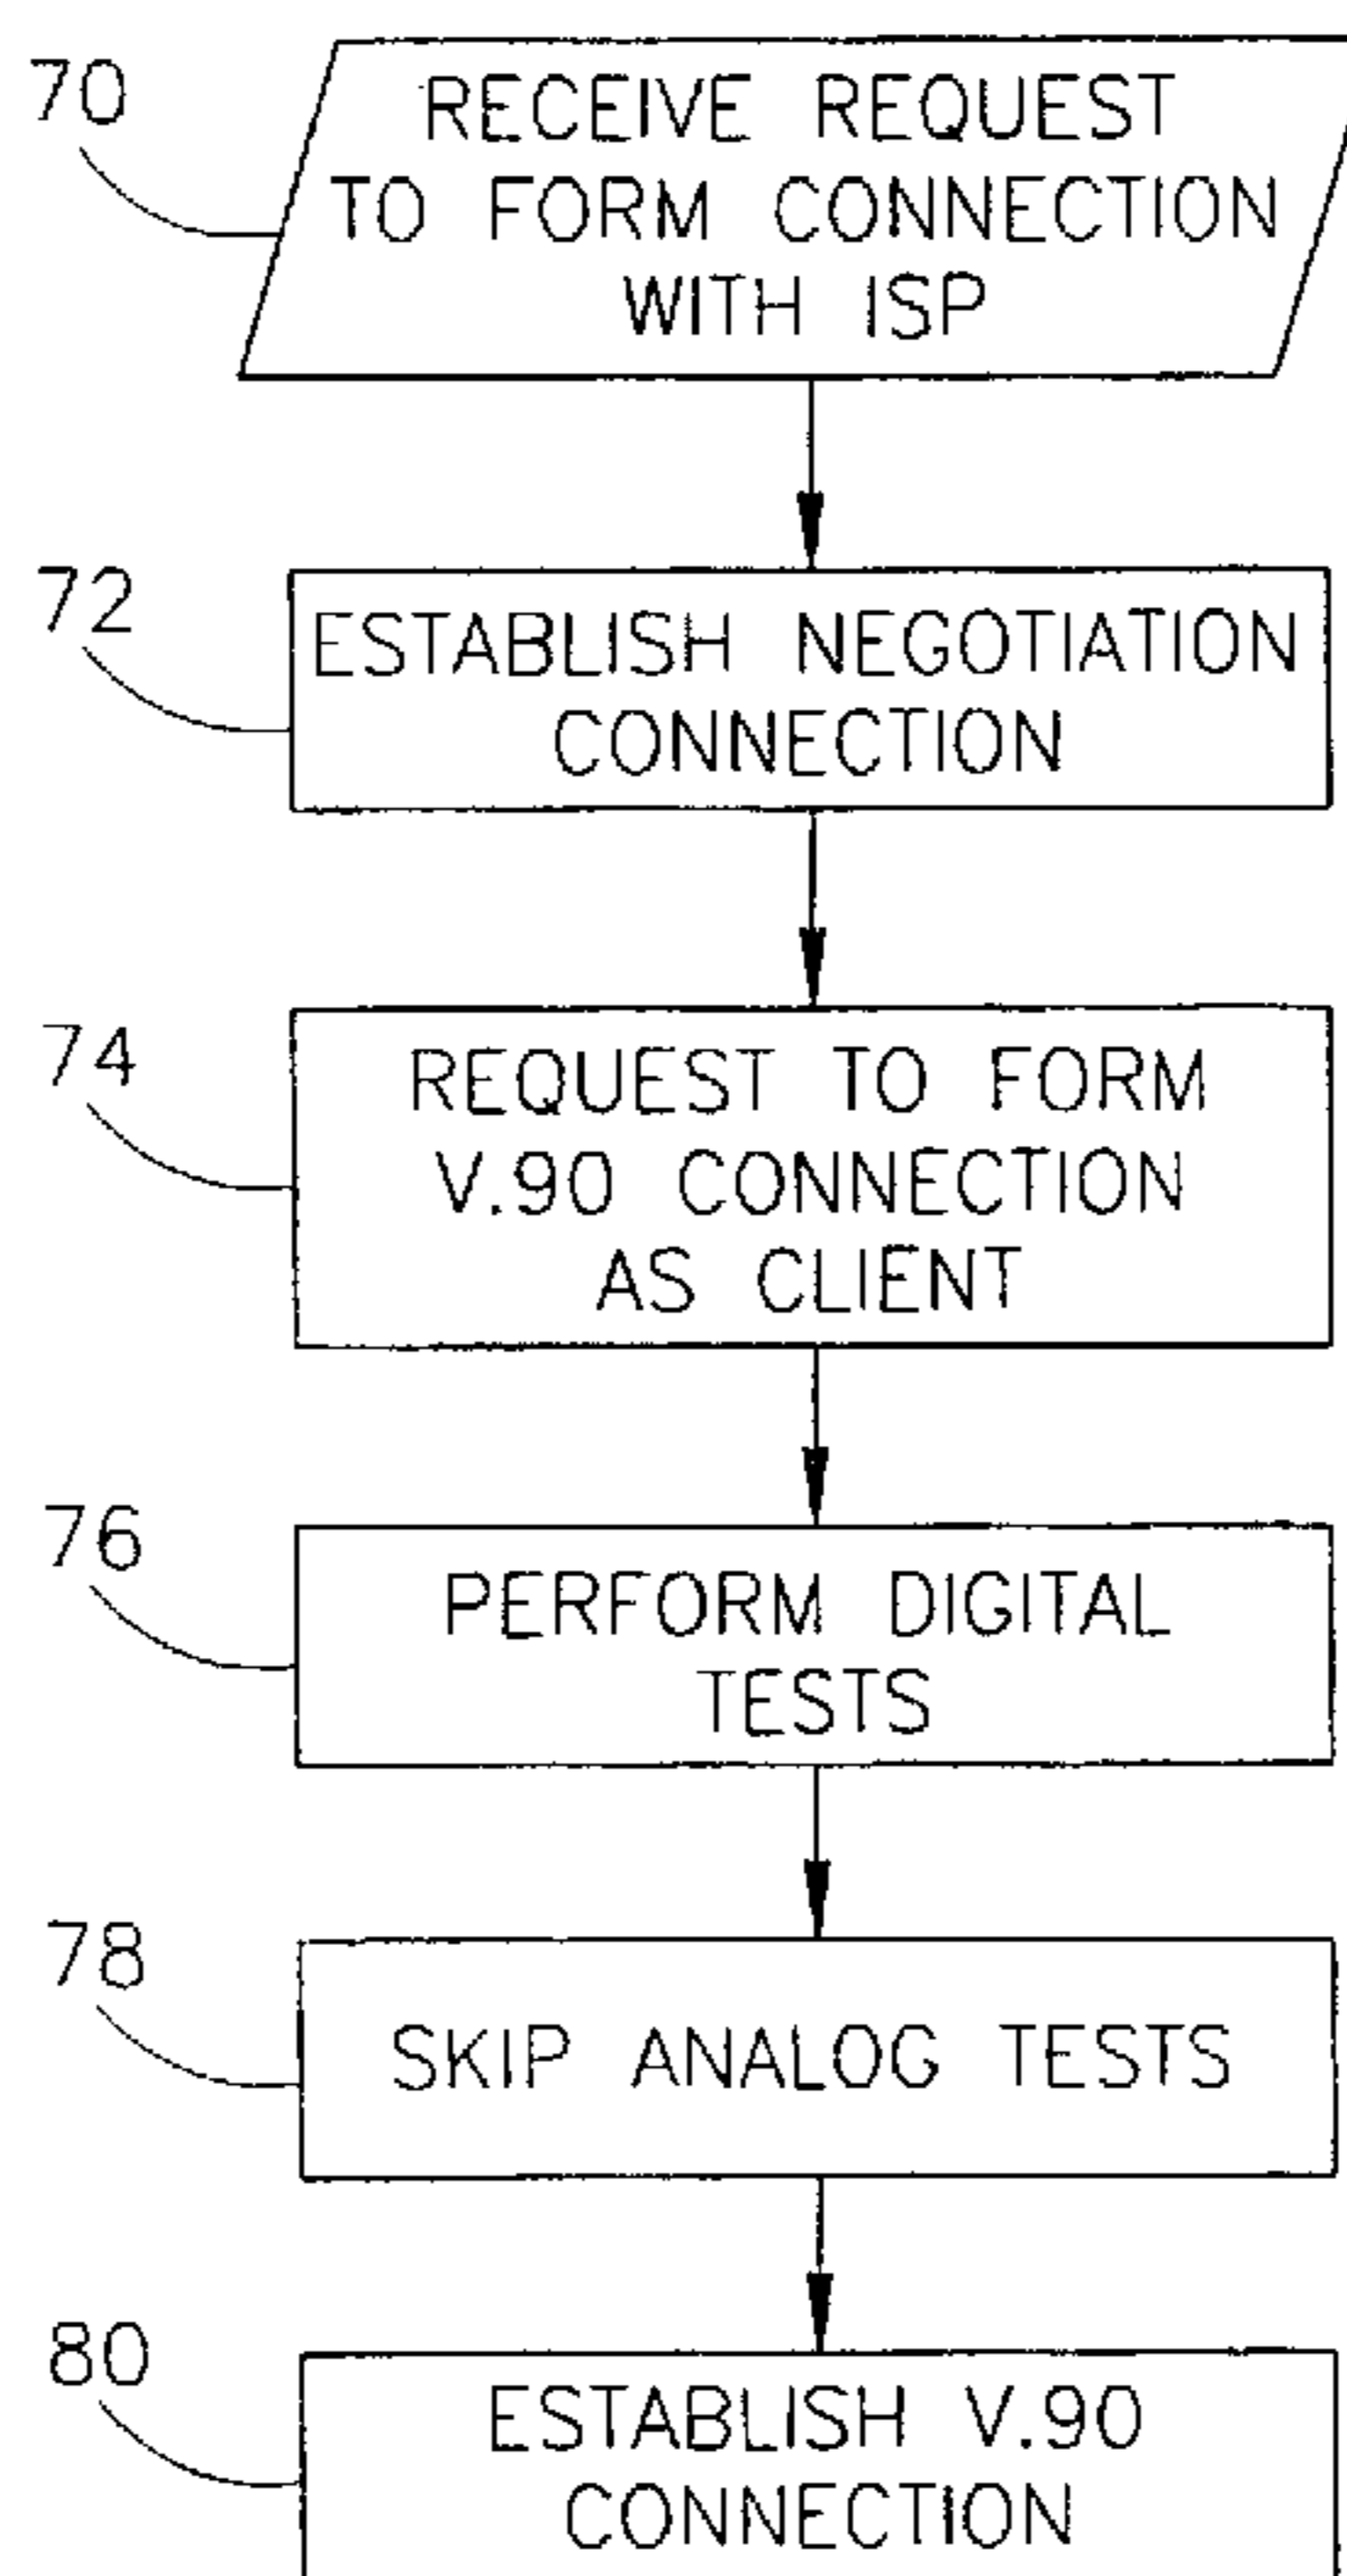 70
RECEIVE REQUEST
TO FORM CONNECTION
WITH ISP
72
ESTABLISH NEGOTIATION
CONNECTION
74
REQUEST TO FORM
V.90 CONNECTION
AS CLIENT
76
PERFORM DIGITAL
TESTS
78
SKIP ANALOG TESTS
80
ESTABLISH V.90
CONNECTION